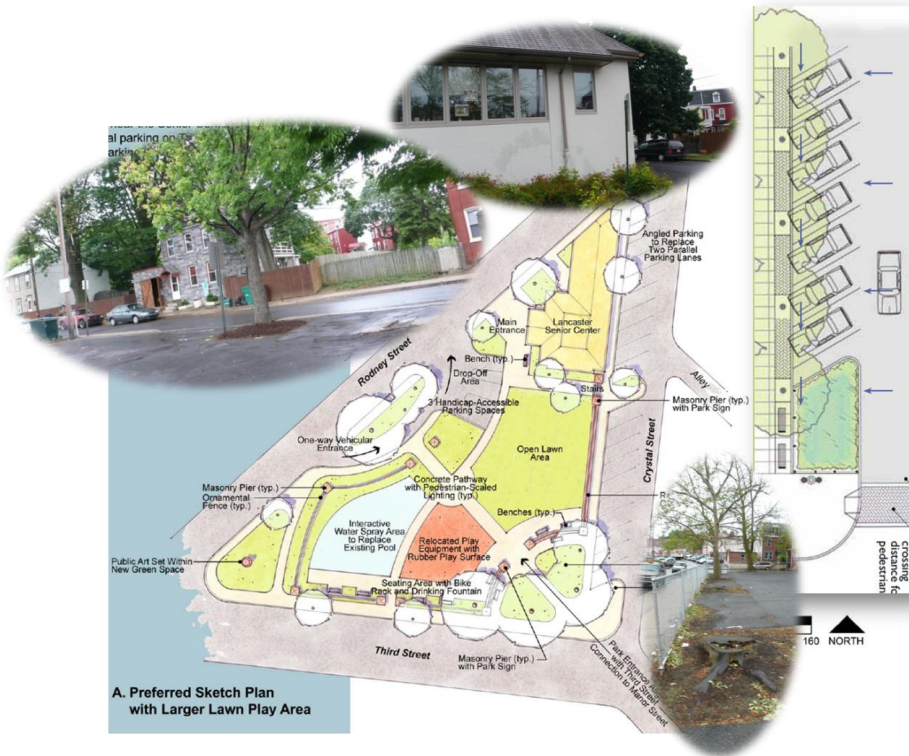 al parking on
Angled Parking
to Replace
Two Parallel
Parking Lanes
Main
Entrance
Lancaster
Senior Center
Bench (typ.)
Rodney Street
Drop-Off
Area
Stairs
Alley
3 Handicap-Accessible
Parking Spaces
Masonry Pier (typ.)
with Park Sign
One-way Vehicular
Entrance
Open Lawn
Area
Crystal Street
Masonry Pier (typ.)
Ornamental
Fence (typ.)
Concrete Pathway
with Pedestrian-Scaled
Lighting (typ.)
Benches (typ.)
Interactive
Water Spray Area
to Replace
Existing Pool
Relocated Play
Equipment with
Rubber Play Surface
Public Art Set Within
New Green Space
Seating Area with Bike
Rack and Drinking Fountain
crossing
distance fo
pedestrian
160 NORTH
Third Street
Masonry Pier (typ.)
with Park Sign
Park Entrance
with Third Street
Connection to Manor Street
A. Preferred Sketch Plan
with Larger Lawn Play Area